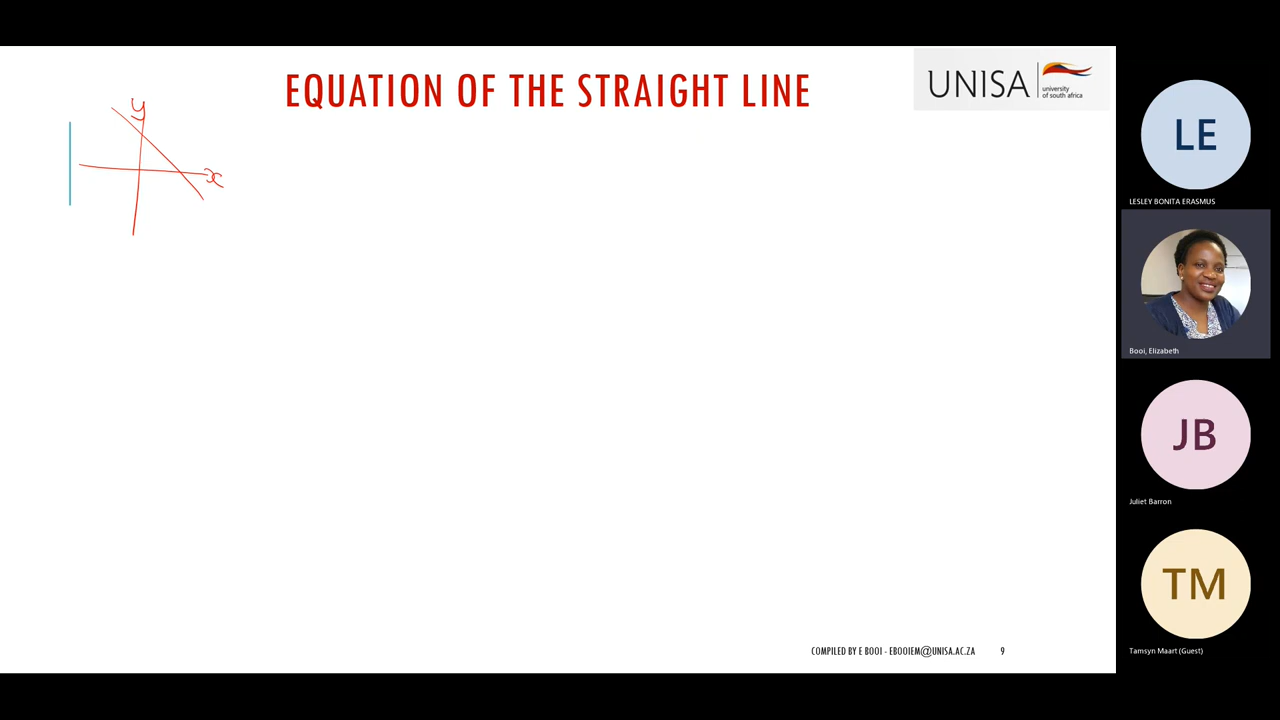 EQUATION OF THE STRAIGHT LINE
UNISA
university
of south africa
y
x
COMPILED BY E BOOI - EBOOIEM@UNISA.AC.ZA
9
LE
LESLEY BONITA ERASMUS
Booi, Elizabeth
JB
Juliet Barron
TM
Tamsyn Maart (Guest)